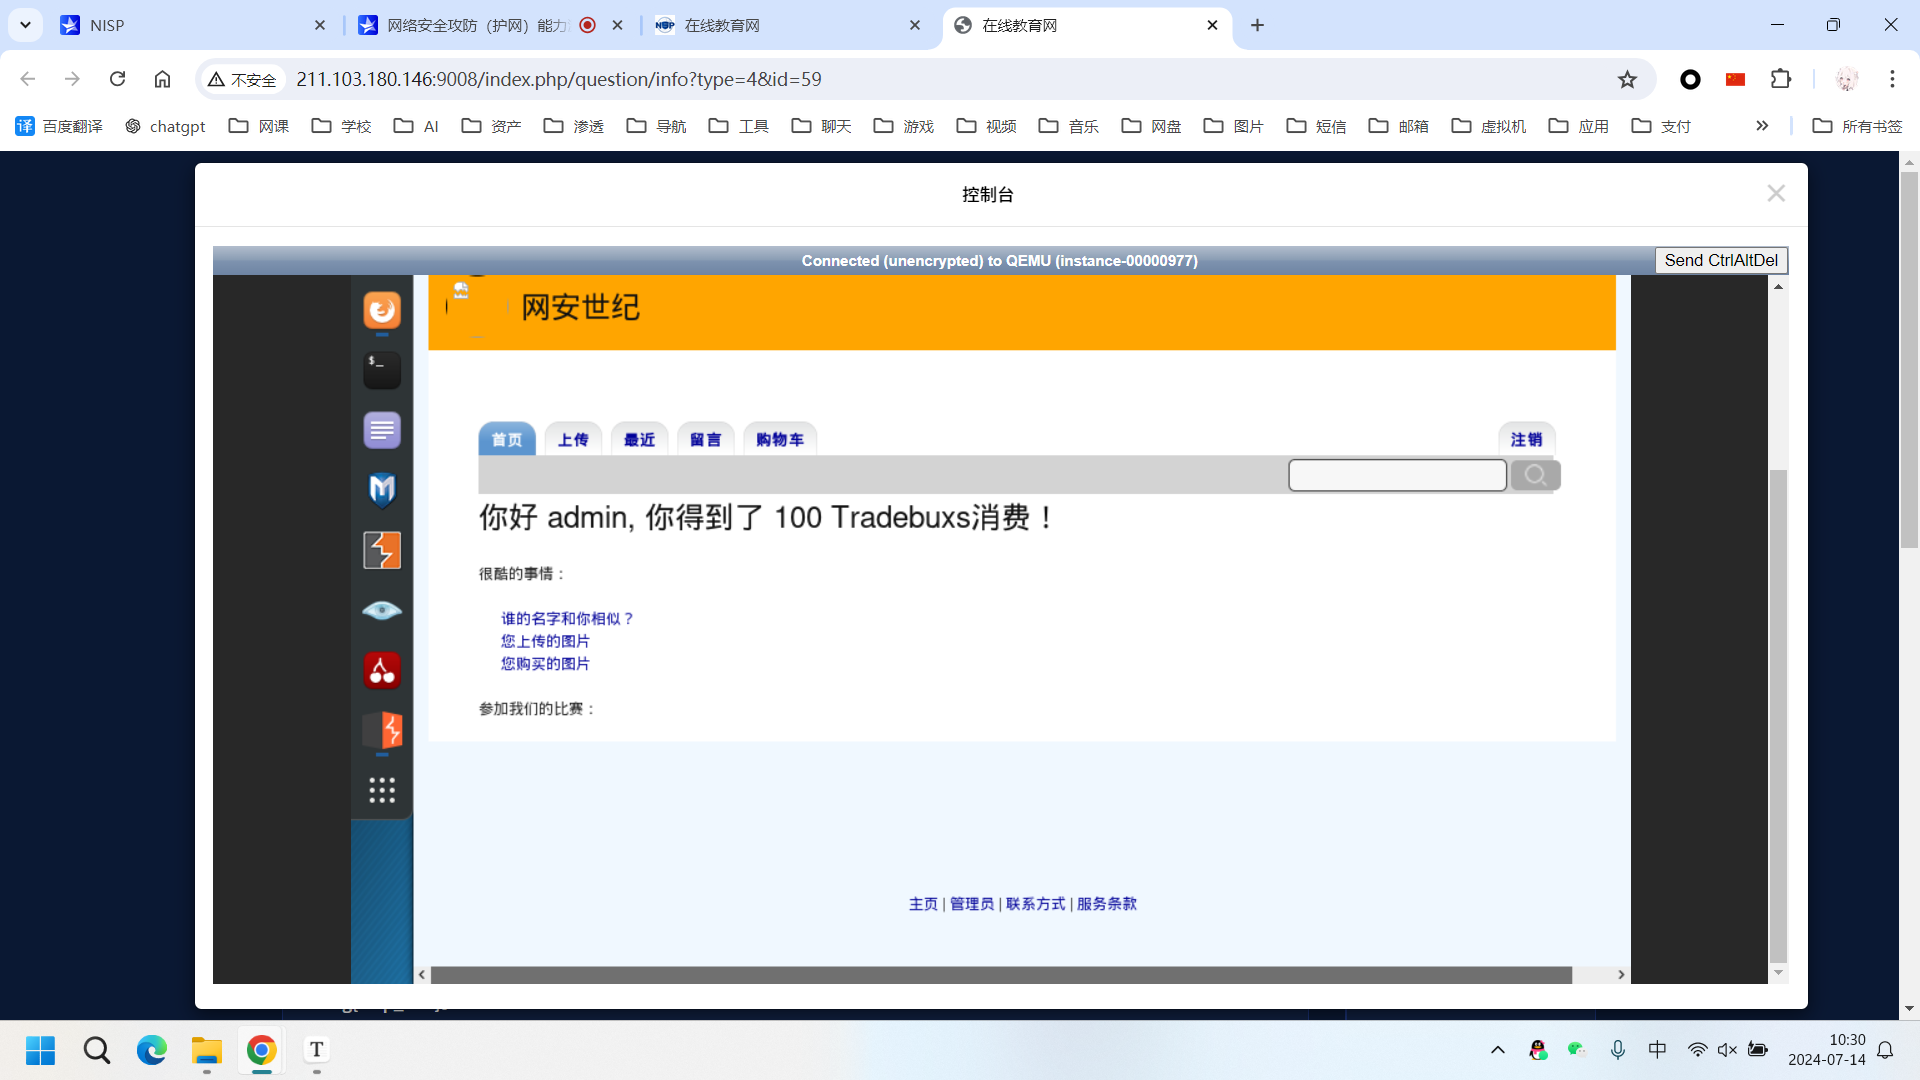 NISP
网络安全攻防（护网）能力
在线教育网
在线教育网
不安全
211.103.180.146:9008/index.php/question/info?type=4&id=59
百度翻译
chatgpt
网课
学校
AI
资产
渗透
导航
工具
聊天
游戏
视频
音乐
网盘
图片
短信
邮箱
虚拟机
应用
支付
所有书签
控制台
Connected (unencrypted) to QEMU (instance-00000977)
Send CtrlAltDel
网安世纪
首页
上传
最近
留言
购物车
注销
你好 admin, 你得到了 100 Tradebuxs消费！
很酷的事情：
谁的名字和你相似？
您上传的图片
您购买的图片
参加我们的比赛：
主页 | 管理员 | 联系方式 | 服务条款
中
10:30
2024-07-14